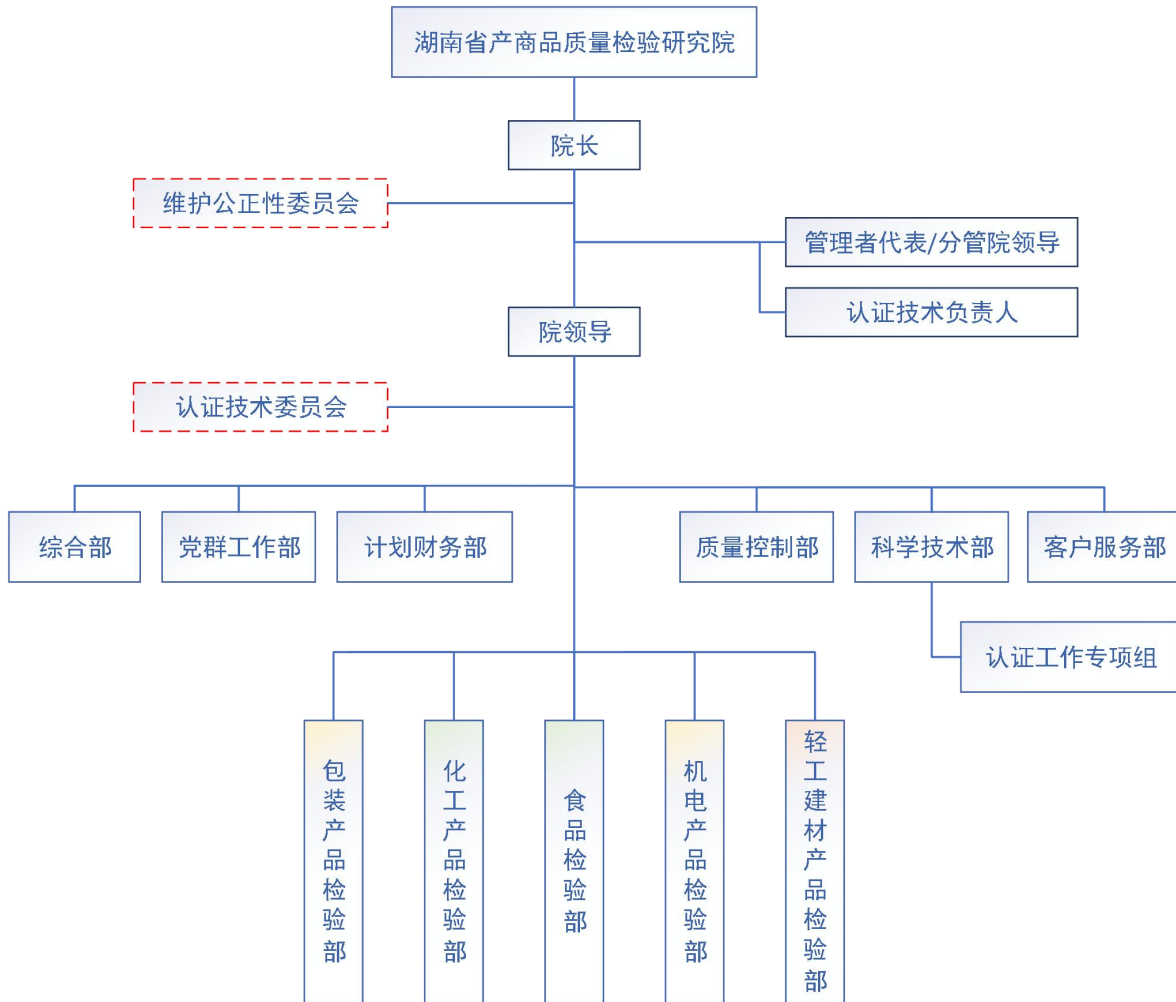 湖南省产商品质量检验研究院
院长
维护公正性委员会
管理者代表/分管院领导
认证技术负责人
院领导
认证技术委员会
综合部
党群工作部
计划财务部
质量控制部
科学技术部
客户服务部
认证工作专项组
包装产品检验部
化工产品检验部
食品检验部
机电产品检验部
轻工建材产品检验部